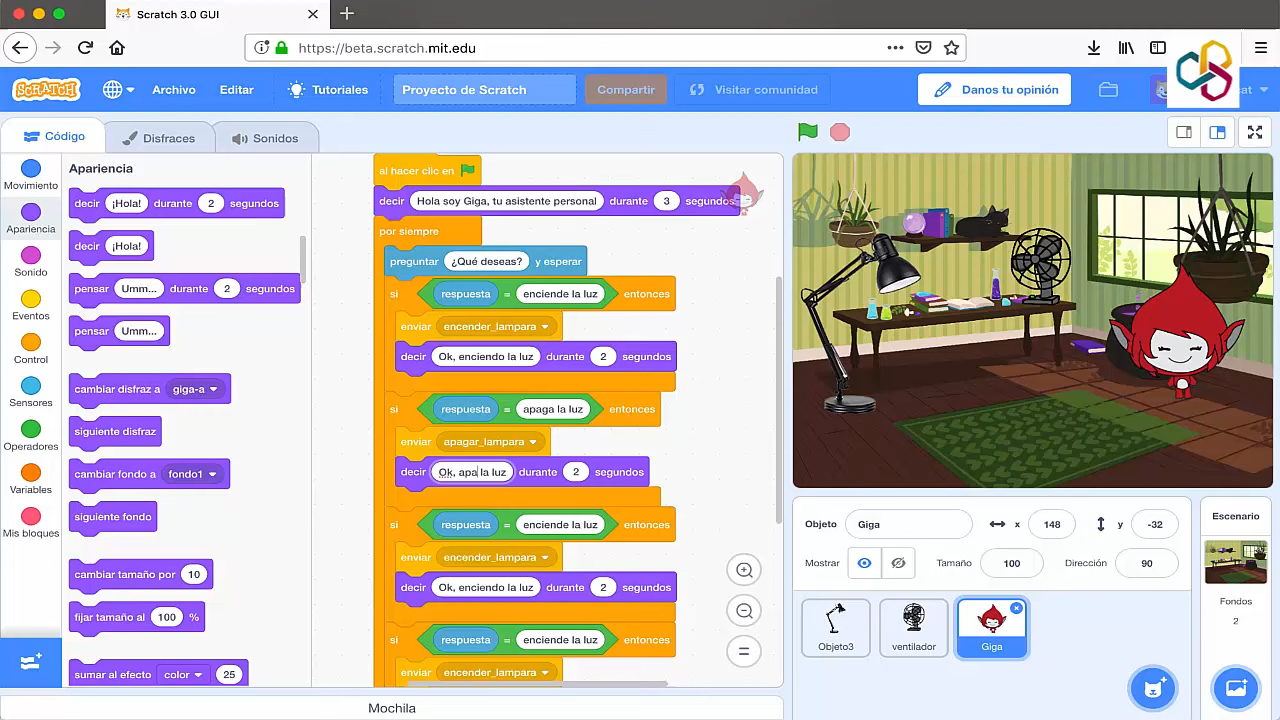 Scratch 3.0 GUI
https://beta.scratch.mit.edu
SCRATCH Archivo Editar Tutoriales Proyecto de Scratch Compartir Visitar comunidad Danos tu opinión
Código Disfraces Sonidos
Movimiento
Apariencia
Sonido
Eventos
Control
Sensores
Operadores
Variables
Mis bloques
Apariencia
decir ¡Hola! durante 2 segundos
decir ¡Hola!
pensar Umm... durante 2 segundos
pensar Umm...
cambiar disfraz a giga-a
siguiente disfraz
cambiar fondo a fondo1
siguiente fondo
cambiar tamaño por 10
fijar tamaño al 100 %
sumar al efecto color 25
al hacer clic en
decir Hola soy Giga, tu asistente personal durante 3 segundos
por siempre
preguntar ¿Qué deseas? y esperar
si respuesta = enciende la luz entonces
enviar encender_lampara
decir Ok, enciendo la luz durante 2 segundos
si respuesta = apaga la luz entonces
enviar apagar_lampara
decir Ok, apa la luz durante 2 segundos
si respuesta = enciende la luz entonces
enviar encender_lampara
decir Ok, enciendo la luz durante 2 segundos
si respuesta = enciende la luz entonces
enviar encender_lampara
Objeto Giga x 148 y -32
Mostrar Tamaño 100 Dirección 90
Objeto3 ventilador Giga
Escenario
Fondos
2
Mochila